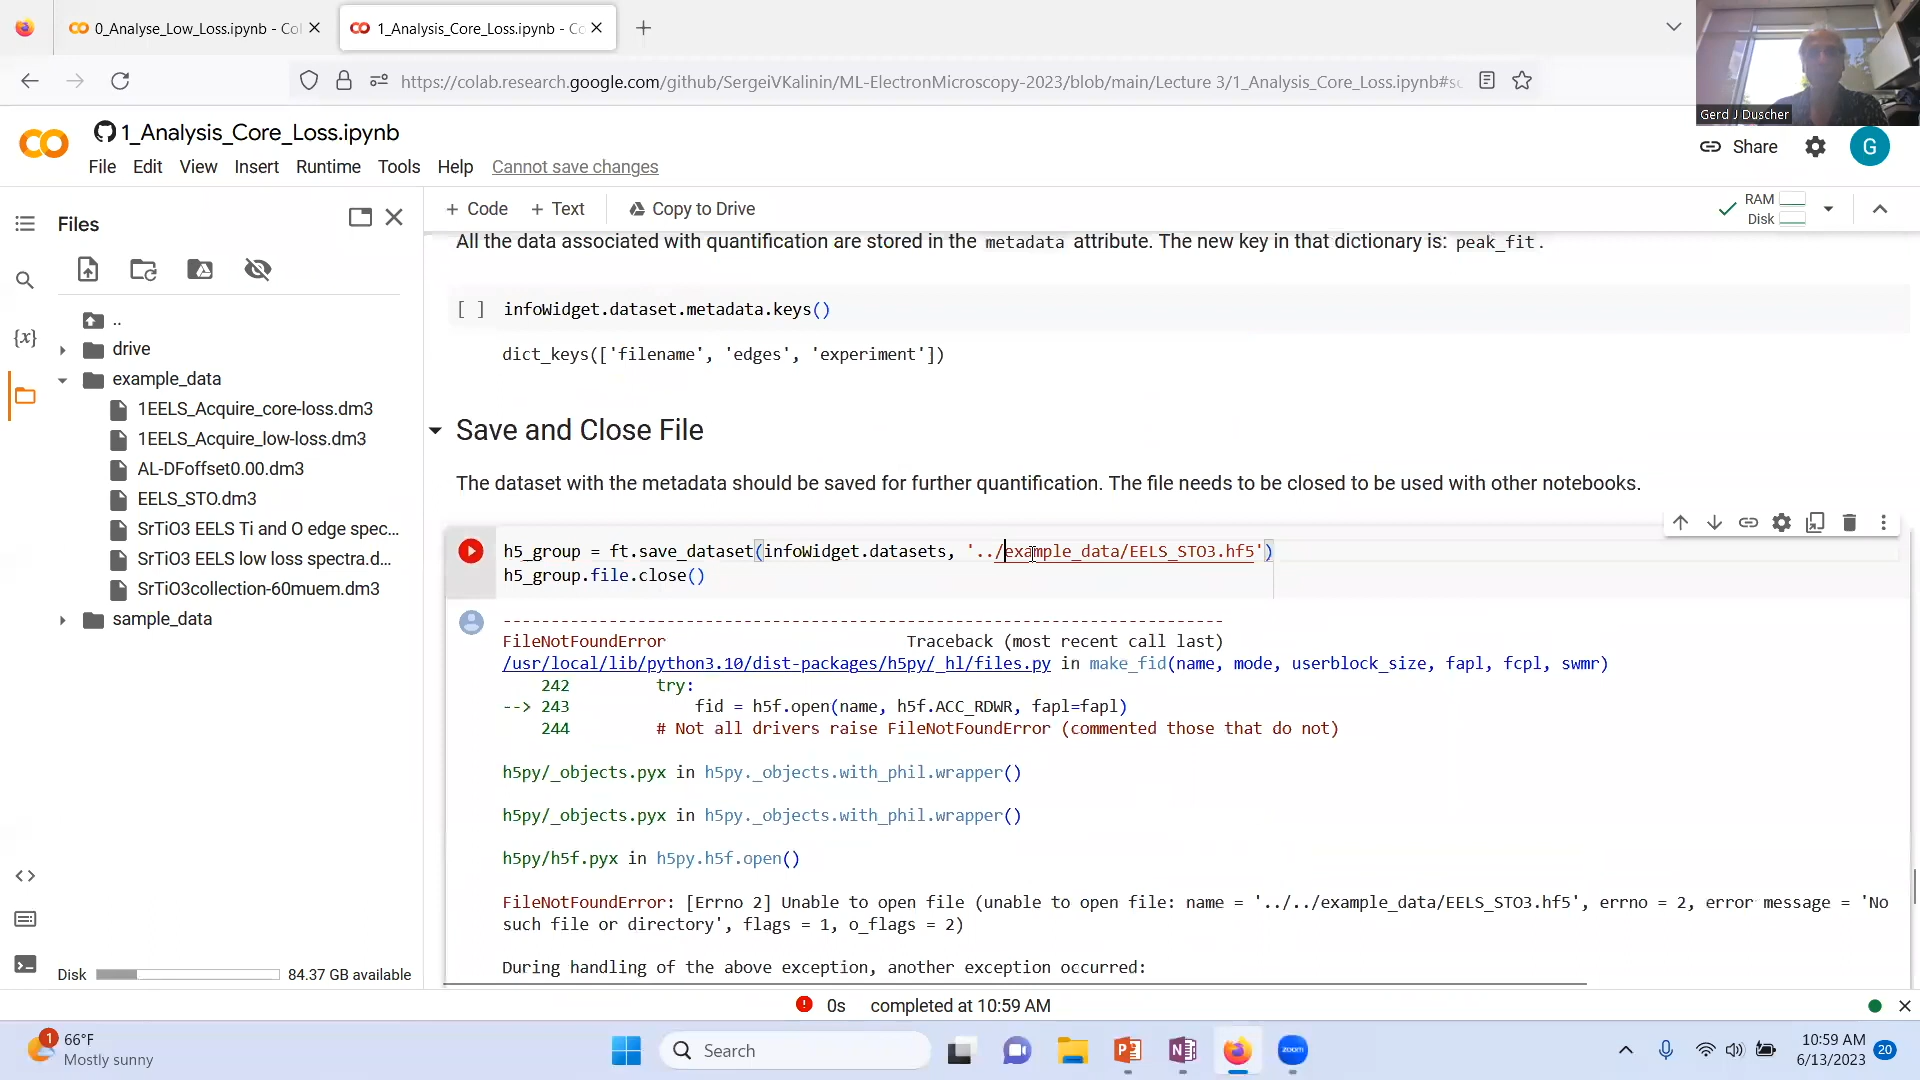 0_Analyse_Low_Loss.ipynb - Col
1_Analysis_Core_Loss.ipynb - Co
https://colab.research.google.com/github/SergeiVKalinin/ML-ElectronMicroscopy-2023/blob/main/Lecture 3/1_Analysis_Core_Loss.ipynb#sc
Gerd J Duscher
1_Analysis_Core_Loss.ipynb
File Edit View Insert Runtime Tools Help Cannot save changes
Share
G
Files
+ Code + Text Copy to Drive
RAM
Disk
..
drive
example_data
1EELS_Acquire_core-loss.dm3
1EELS_Acquire_low-loss.dm3
AL-DFoffset0.00.dm3
EELS_STO.dm3
SrTiO3 EELS Ti and O edge spec...
SrTiO3 EELS low loss spectra.d...
SrTiO3collection-60muem.dm3
sample_data
Disk 84.37 GB available
{x}
All the data associated with quantification are stored in the metadata attribute. The new key in that dictionary is: peak_fit.
[ ] infoWidget.dataset.metadata.keys()
dict_keys(['filename', 'edges', 'experiment'])
Save and Close File
The dataset with the metadata should be saved for further quantification. The file needs to be closed to be used with other notebooks.
h5_group = ft.save_dataset(infoWidget.datasets, '../example_data/EELS_STO3.hf5')
h5_group.file.close()
---------------------------------------------------------------------------
FileNotFoundError Traceback (most recent call last)
/usr/local/lib/python3.10/dist-packages/h5py/_hl/files.py in make_fid(name, mode, userblock_size, fapl, fcpl, swmr)
242 try:
--> 243 fid = h5f.open(name, h5f.ACC_RDWR, fapl=fapl)
244 # Not all drivers raise FileNotFoundError (commented those that do not)
h5py/_objects.pyx in h5py._objects.with_phil.wrapper()
h5py/_objects.pyx in h5py._objects.with_phil.wrapper()
h5py/h5f.pyx in h5py.h5f.open()
FileNotFoundError: [Errno 2] Unable to open file (unable to open file: name = '../../example_data/EELS_STO3.hf5', errno = 2, error message = 'No
such file or directory', flags = 1, o_flags = 2)
During handling of the above exception, another exception occurred:
0s completed at 10:59 AM
1
66°F
Mostly sunny
Search
zoom
10:59 AM
6/13/2023
20